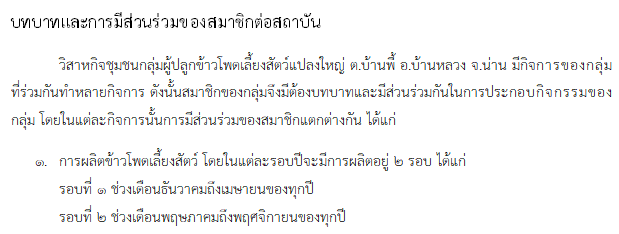 บทบาทและการมีส่วนร่วมของสมาชิกต่อสถาบัน
วิสาหกิจชุมชนกลุ่มผู้ปลูกข้าวโพดเลี้ยงสัตว์แปลงใหญ่ ต.บ้านพี้ อ.บ้านหลวง จ.น่าน มีกิจการของกลุ่ม
ที่ร่วมกันทำหลายกิจการ ดังนั้นสมาชิกของกลุ่มจึงมีต้องบทบาทและมีส่วนร่วมกันในการประกอบกิจกรรมของ
กลุ่ม โดยในแต่ละกิจการนั้นการมีส่วนร่วมของสมาชิกแตกต่างกัน ได้แก่
๑. การผลิตข้าวโพดเลี้ยงสัตว์ โดยในแต่ละรอบปีจะมีการผลิตอยู่ ๒ รอบ ได้แก่
รอบที่ ๑ ช่วงเดือนธันวาคมถึงเมษายนของทุกปี
รอบที่ ๒ ช่วงเดือนพฤษภาคมถึงพฤศจิกายนของทุกปี